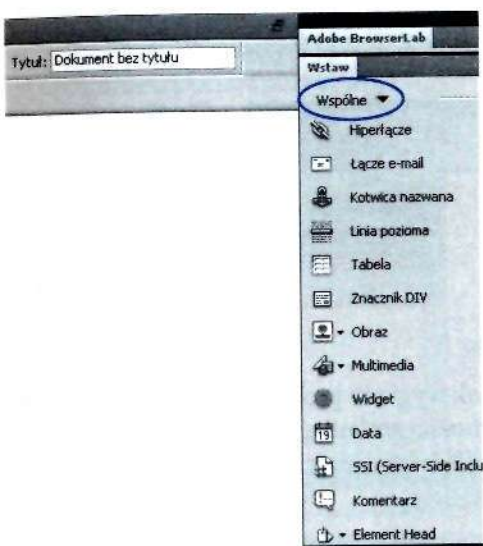 Tytuł: Dokument bez tytułu
Adobe BrowserLab
Wstaw
Wspólne
Hiperłącze
Łącze e-mail
Kotwica nazwana
Linia pozioma
Tabela
Znacznik DIV
Obraz
Multimedia
Widget
19 Data
SSI (Server-Side Inclu
Komentarz
Element Head